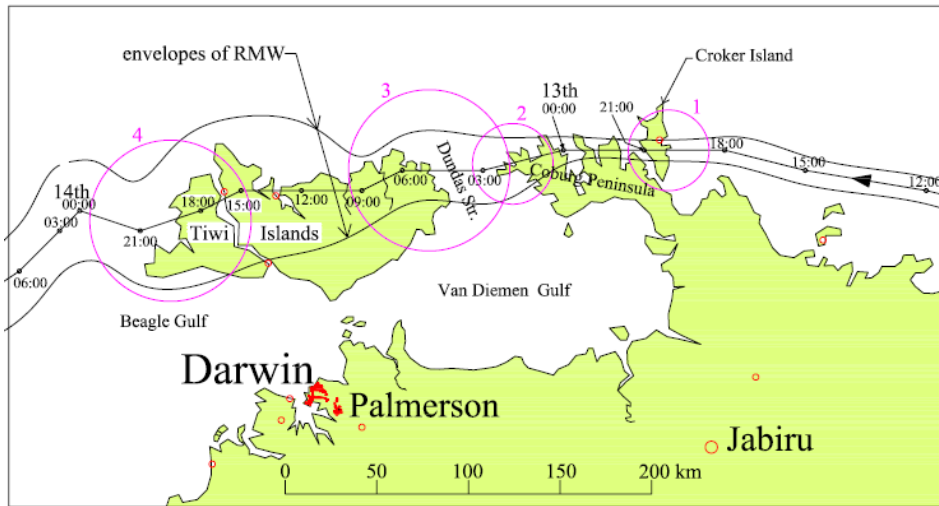 envelopes of RMW
Croker Island
3
13th
00:00
21:00
1
2
4
18:00
15:00
12:00
Dundas Str.
Coburg Peninsula
06:00
03:00
09:00
12:00
15:00
18:00
14th
00:00
03:00
21:00
06:00
Tiwi Islands
Van Diemen Gulf
Beagle Gulf
Darwin
Palmerson
Jabiru
0 50 100 150 200 km